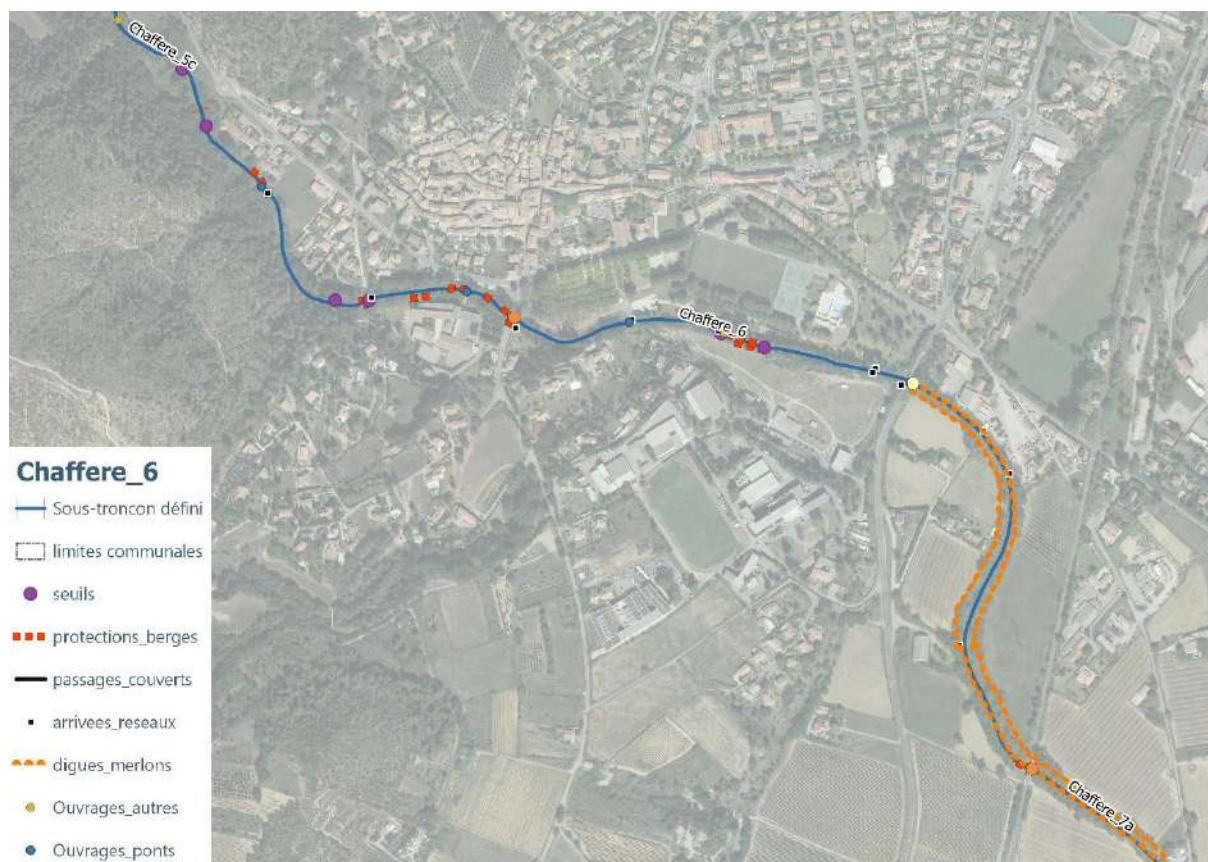 Chaffere_5c
Chaffere_6
Chaffere_7a
Chaffere_6
Sous-troncon défini
limites communales
seuils
protections_berges
passages_couverts
arrivees_reseaux
digues_merlons
Ouvrages_autres
Ouvrages_ponts